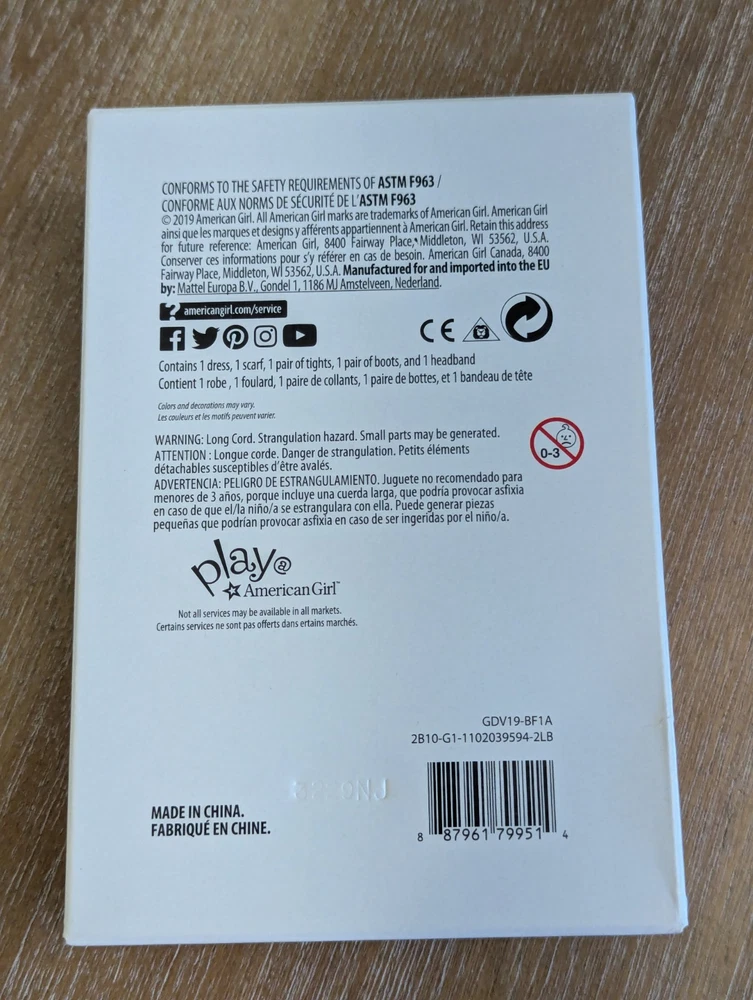 CONFORMS TO THE SAFETY REQUIREMENTS OF ASTM F963 /
CONFORME AUX NORMS DE SÉCURITÉ DE L'ASTM F963
© 2019 American Girl. All American Girl marks are trademarks of American Girl. American Girl
ainsi que les marques et designs y afférents appartiennent à American Girl. Retain this address
for future reference: American Girl, 8400 Fairway Place, Middleton, WI 53562, U.S.A.
Conserver ces informations pour s'y référer en cas de besoin. American Girl Canada, 8400
Fairway Place, Middleton, WI 53562, U.S.A. Manufactured for and imported into the EU
by: Mattel Europa B.V., Gondel 1, 1186 MJ Amstelveen, Nederland.
? americangirl.com/service
CE
Contains 1 dress, 1 scarf, 1 pair of tights, 1 pair of boots, and 1 headband
Contient 1 robe , 1 foulard, 1 paire de collants, 1 paire de bottes, et 1 bandeau de tête
Colors and decorations may vary.
Les couleurs et les motifs peuvent varier.
WARNING: Long Cord. Strangulation hazard. Small parts may be generated.
ATTENTION : Longue corde. Danger de strangulation. Petits éléments
détachables susceptibles d'être avalés.
0-3
ADVERTENCIA: PELIGRO DE ESTRANGULAMIENTO. Juguete no recomendado para
menores de 3 años, porque incluye una cuerda larga, que podría provocar asfixia
en caso de que el/la niño/a se estrangulara con ella. Puede generar piezas
pequeñas que podrían provocar asfixia en caso de ser ingeridas por el niño/a.
play@
American Girl™
Not all services may be available in all markets.
Certains services ne sont pas offerts dans ertains marchés.
GDV19-BF1A
2B10-G1-1102039594-2LB
MADE IN CHINA.
FABRIQUÉ EN CHINE.
8 87961 79951 4